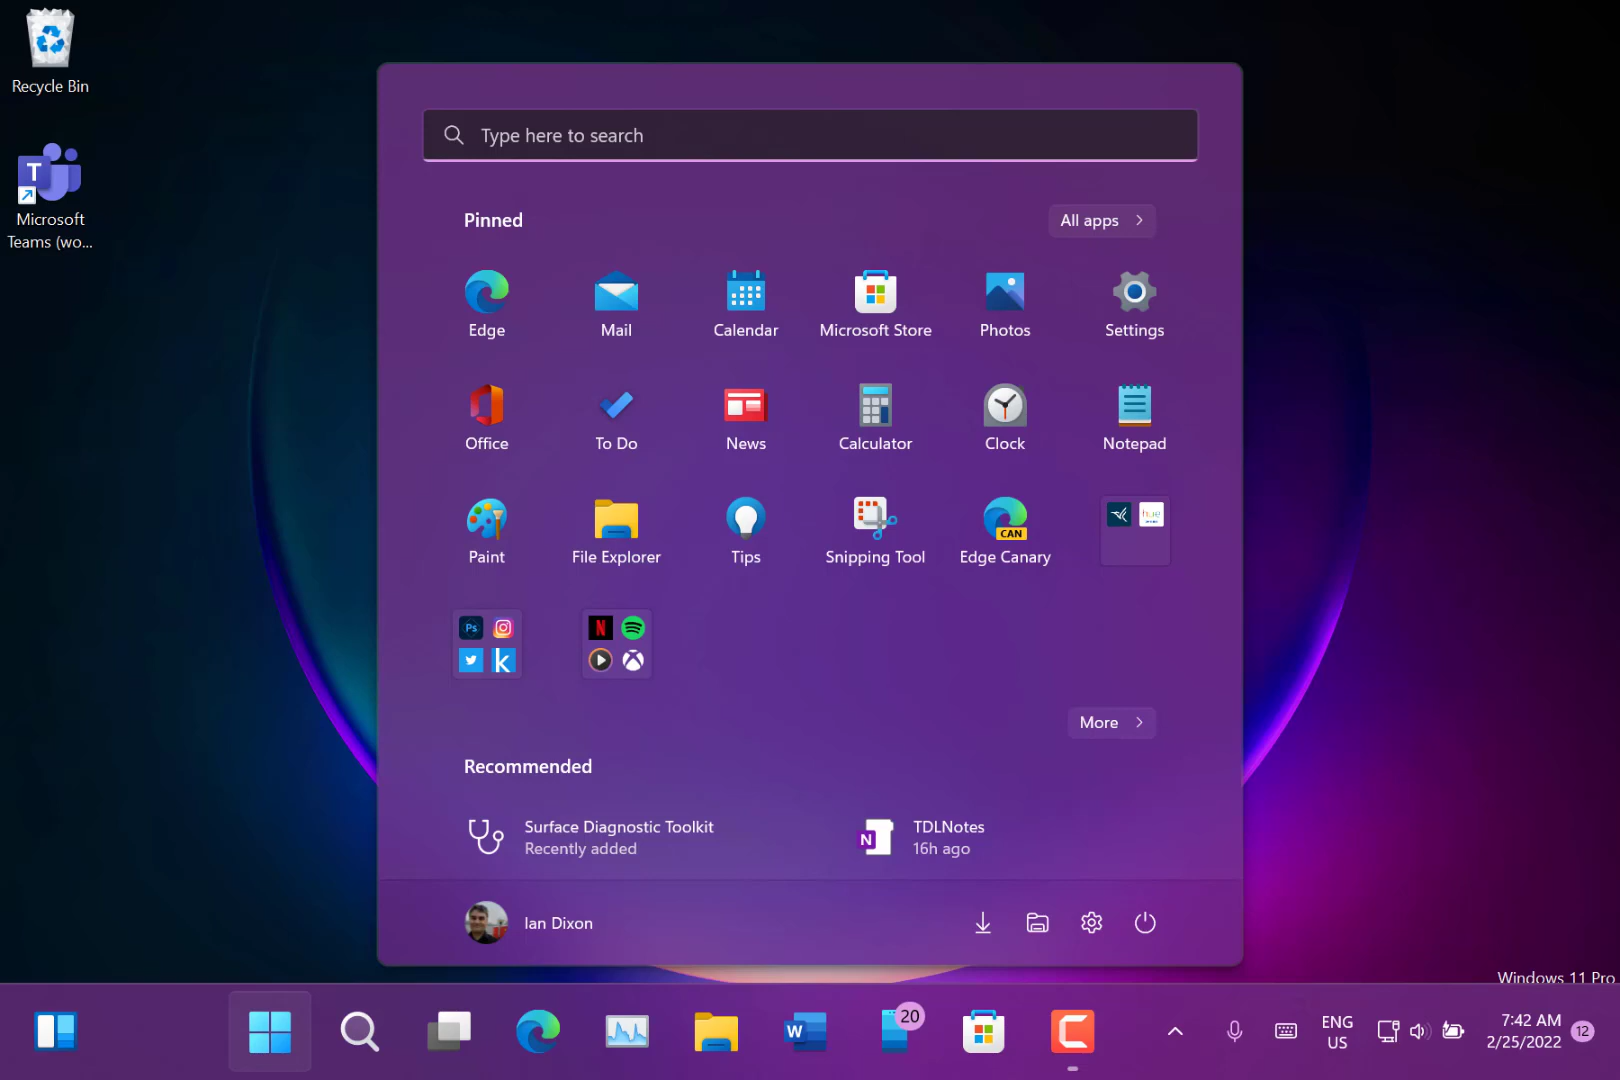 Recycle Bin
T
Microsoft
Teams (wo...
Type here to search
Pinned
All apps
Edge
Mail
Calendar
Microsoft Store
Photos
Settings
Office
To Do
News
Calculator
Clock
Notepad
CAN
hue
Paint
File Explorer
Tips
Snipping Tool
Edge Canary
Ps
N
k
More
Recommended
Surface Diagnostic Toolkit
Recently added
N
TDLNotes
16h ago
Ian Dixon
Windows 11 Pro
W
20
C
ENG
US
7:42 AM
2/25/2022
12